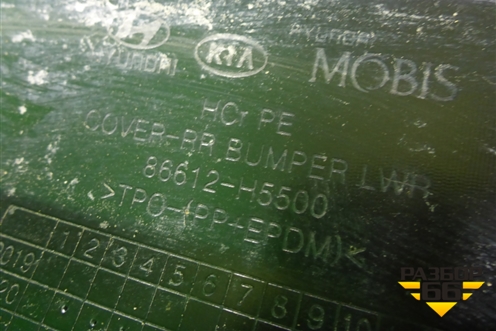 HYUNDAI KIA HYUNDAI MOBIS
HCr PE
COVER-RR.BUMPER LWR
86612-H5500
>TPO-(PP+EPDM)<
1 2 3 4 5 6 7 8 9 10
2019
20
РАЗБОР
66